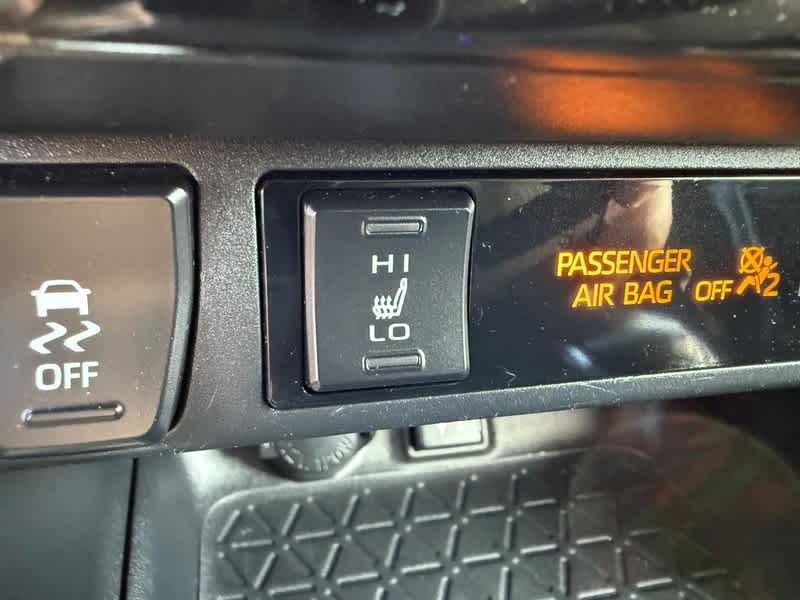 OFF
HI
LO
PASSENGER
AIR BAG OFF 2